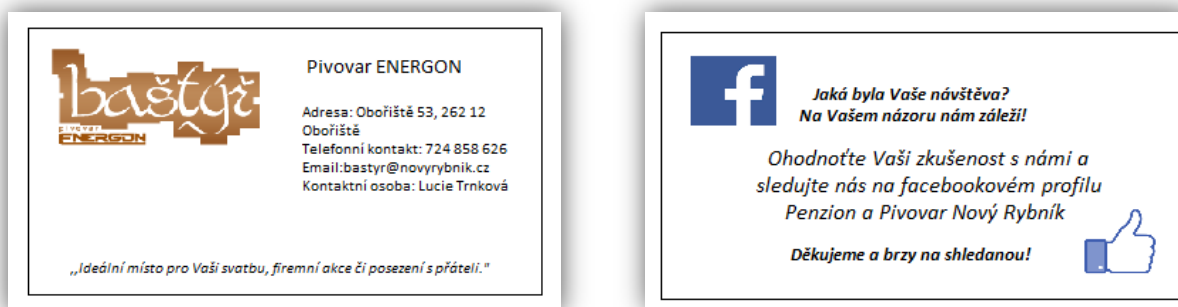 baštýř
pivovar
ENERGON
Pivovar ENERGON
Adresa: Obořiště 53, 262 12
Obořiště
Telefonní kontakt: 724 858 626
Email:bastyr@novyrybnik.cz
Kontaktní osoba: Lucie Trnková
,,Ideální místo pro Vaši svatbu, firemní akce či posezení s přáteli."
f
Jaká byla Vaše návštěva?
Na Vašem názoru nám záleží!
Ohodnoťte Vaši zkušenost s námi a
sledujte nás na facebookovém profilu
Penzion a Pivovar Nový Rybník
Děkujeme a brzy na shledanou!